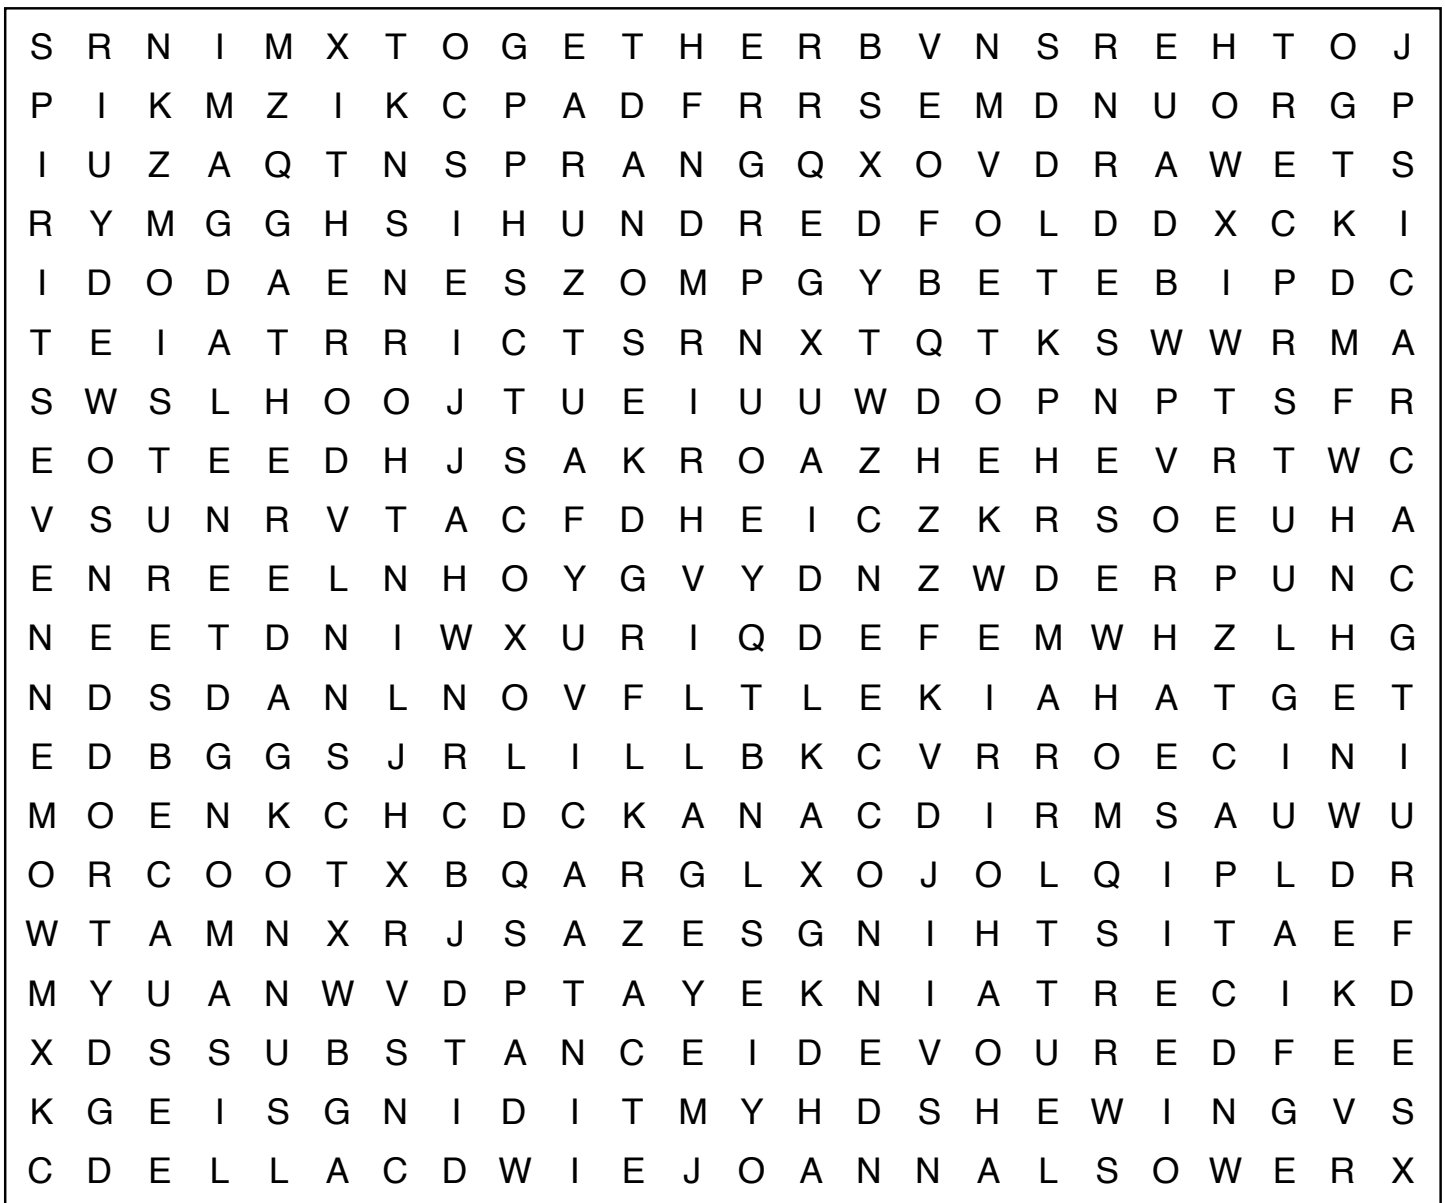 S R N I M X T O G E T H E R B V N S R E H T O J
P I K M Z I K C P A D F R R S E M D N U O R G P
I U Z A Q T N S P R A N G Q X O V D R A W E T S
R Y M G G H S I H U N D R E D F O L D D X C K I
I D O D A E N E S Z O M P G Y B E T E B I P D C
T E I A T R R I C T S R N X T Q T K S W W R M A
S W S L H O O J T U E I U U W D O P N P T S F R
E O T E E D H J S A K R O A Z H E H E V R T W C
V S U N R V T A C F D H E I C Z K R S O E U H A
E N R E E L N H O Y G V Y D N Z W D E R P U N C
N E E T D N I W X U R I Q D E F E M W H Z L H G
N D S D A N L N O V F L T L E K I A H A T G E T
E D B G G S J R L I L L B K C V R R O E C I N I
M O E N K C H C D C K A N A C D I R M S A U W U
O R C O O T X B Q A R G L X O J O L Q I P L D R
W T A M N X R J S A Z E S G N I H T S I T A E F
M Y U A N W V D P T A Y E K N I A T R E C I K D
X D S S U B S T A N C E I D E V O U R E D F E E
K G E I S G N I D I T M Y H D S H E W I N G V S
C D E L L A C D W I E J O A N N A L S O W E R X